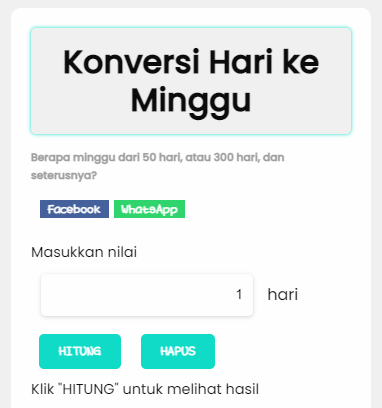 Konversi Hari ke
Minggu
Berapa minggu dari 50 hari, atau 300 hari, dan
seterusnya?
Facebook WhatsApp
Masukkan nilai
1 hari
HITUNG HAPUS
Klik "HITUNG" untuk melihat hasil